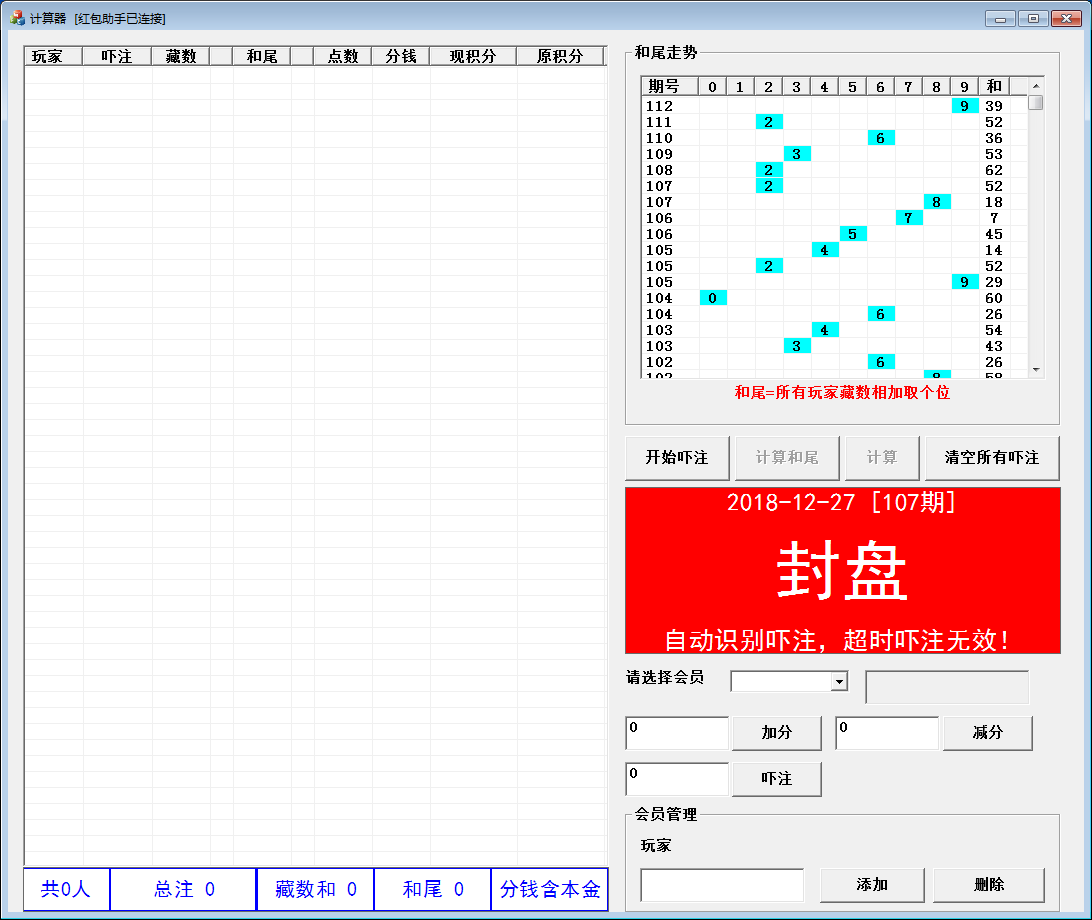 计算器 [红包助手已连接]
玩家 吓注 藏数 和尾 点数 分钱 现积分 原积分
共0人 总注 0 藏数和 0 和尾 0 分钱含本金
和尾走势
期号 0 1 2 3 4 5 6 7 8 9 和
112 9 39
111 2 52
110 6 36
109 3 53
108 2 62
107 2 52
107 8 18
106 7 7
106 5 45
105 4 14
105 2 52
105 9 29
104 0 60
104 6 26
103 4 54
103 3 43
102 6 26
102 8 58
和尾=所有玩家藏数相加取个位
开始吓注 计算和尾 计算 清空所有吓注
2018-12-27 [107期]
封盘
自动识别吓注，超时吓注无效!
请选择会员
0 加分 0 减分
0 吓注
会员管理
玩家
添加 删除